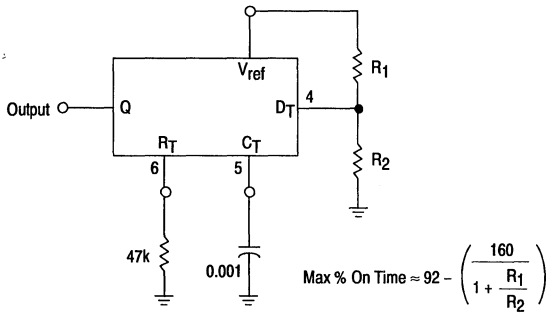 V_ref
R_1
Output
Q
D_T
4
R_T
C_T
6
5
R_2
47k
0.001
Max % On Time ≈ 92 – ( 160 / ( 1 + R_1 / R_2 ) )